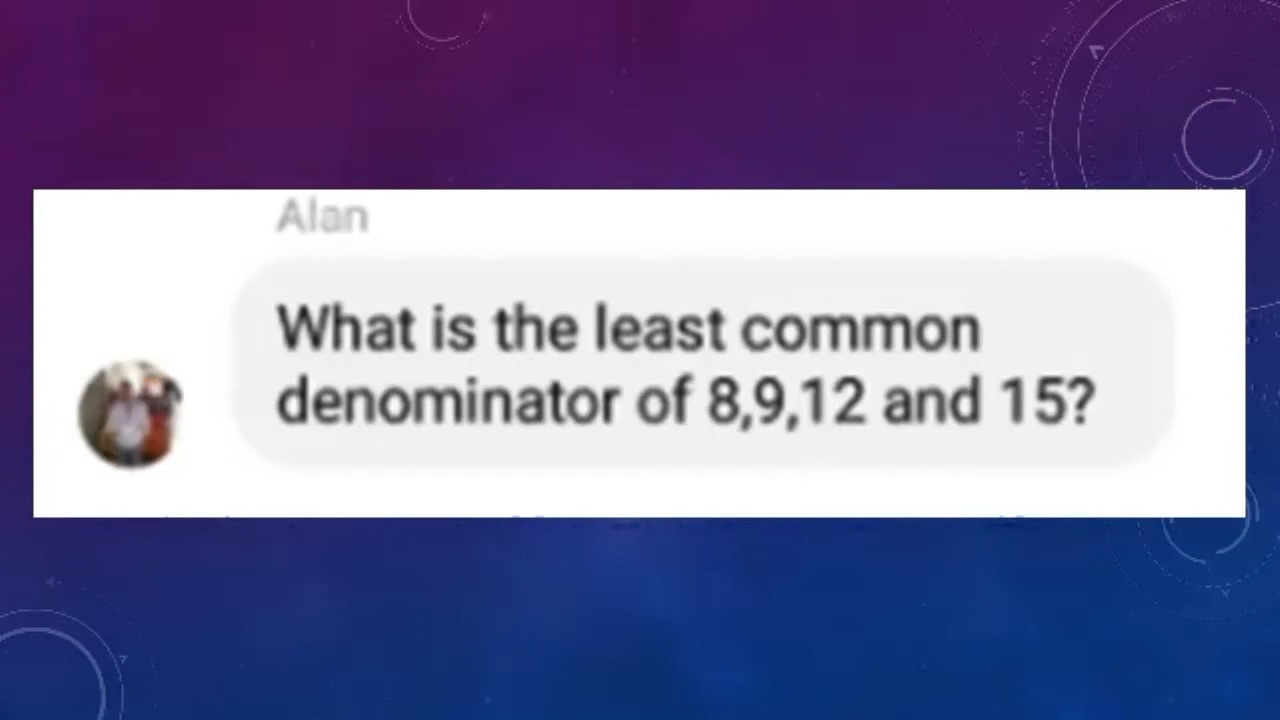 Alan
What is the least common
denominator of 8,9,12 and 15?